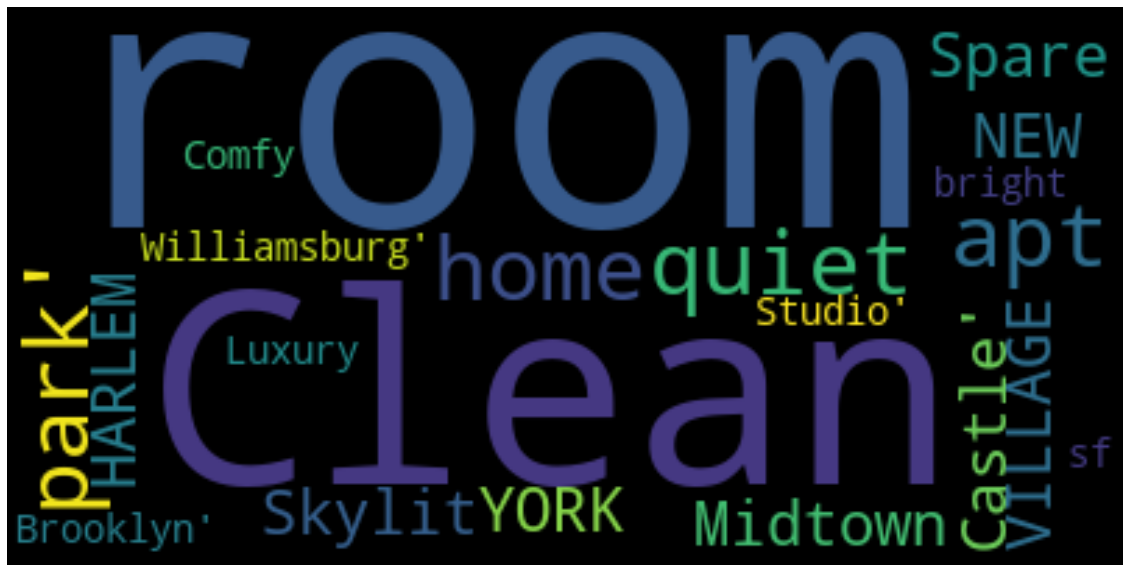 room
Spare
Comfy
NEW
bright
Williamsburg'
home
quiet
apt
park'
HARLEM
Clean
Luxury
Studio'
Castle'
VILLAGE
sf
Brooklyn'
Skylit
YORK
Midtown